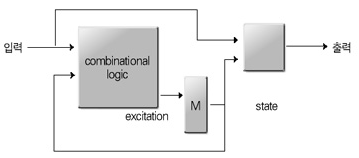 입력
combinational
logic
excitation
M
state
출력